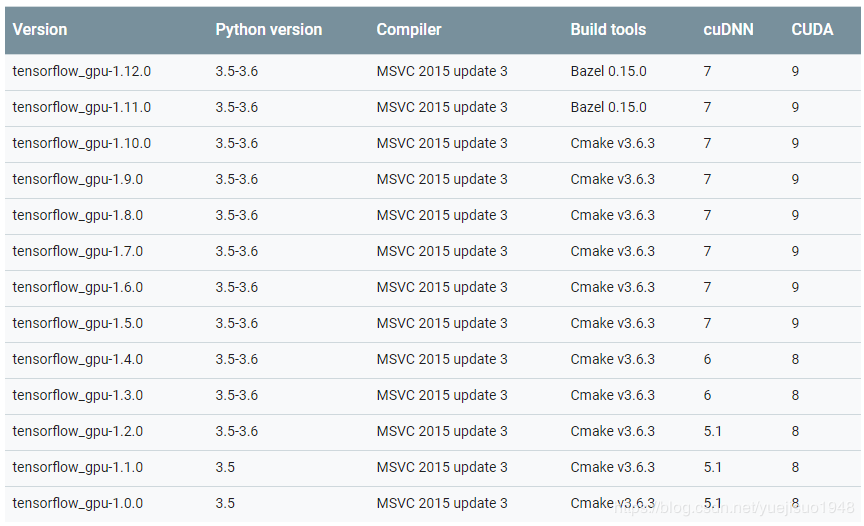 Version Python version Compiler Build tools cuDNN CUDA
tensorflow_gpu-1.12.0 3.5-3.6 MSVC 2015 update 3 Bazel 0.15.0 7 9
tensorflow_gpu-1.11.0 3.5-3.6 MSVC 2015 update 3 Bazel 0.15.0 7 9
tensorflow_gpu-1.10.0 3.5-3.6 MSVC 2015 update 3 Cmake v3.6.3 7 9
tensorflow_gpu-1.9.0 3.5-3.6 MSVC 2015 update 3 Cmake v3.6.3 7 9
tensorflow_gpu-1.8.0 3.5-3.6 MSVC 2015 update 3 Cmake v3.6.3 7 9
tensorflow_gpu-1.7.0 3.5-3.6 MSVC 2015 update 3 Cmake v3.6.3 7 9
tensorflow_gpu-1.6.0 3.5-3.6 MSVC 2015 update 3 Cmake v3.6.3 7 9
tensorflow_gpu-1.5.0 3.5-3.6 MSVC 2015 update 3 Cmake v3.6.3 7 9
tensorflow_gpu-1.4.0 3.5-3.6 MSVC 2015 update 3 Cmake v3.6.3 6 8
tensorflow_gpu-1.3.0 3.5-3.6 MSVC 2015 update 3 Cmake v3.6.3 6 8
tensorflow_gpu-1.2.0 3.5-3.6 MSVC 2015 update 3 Cmake v3.6.3 5.1 8
tensorflow_gpu-1.1.0 3.5 MSVC 2015 update 3 Cmake v3.6.3 5.1 8
tensorflow_gpu-1.0.0 3.5 MSVC 2015 update 3 Cmake v3.6.3 5.1 8